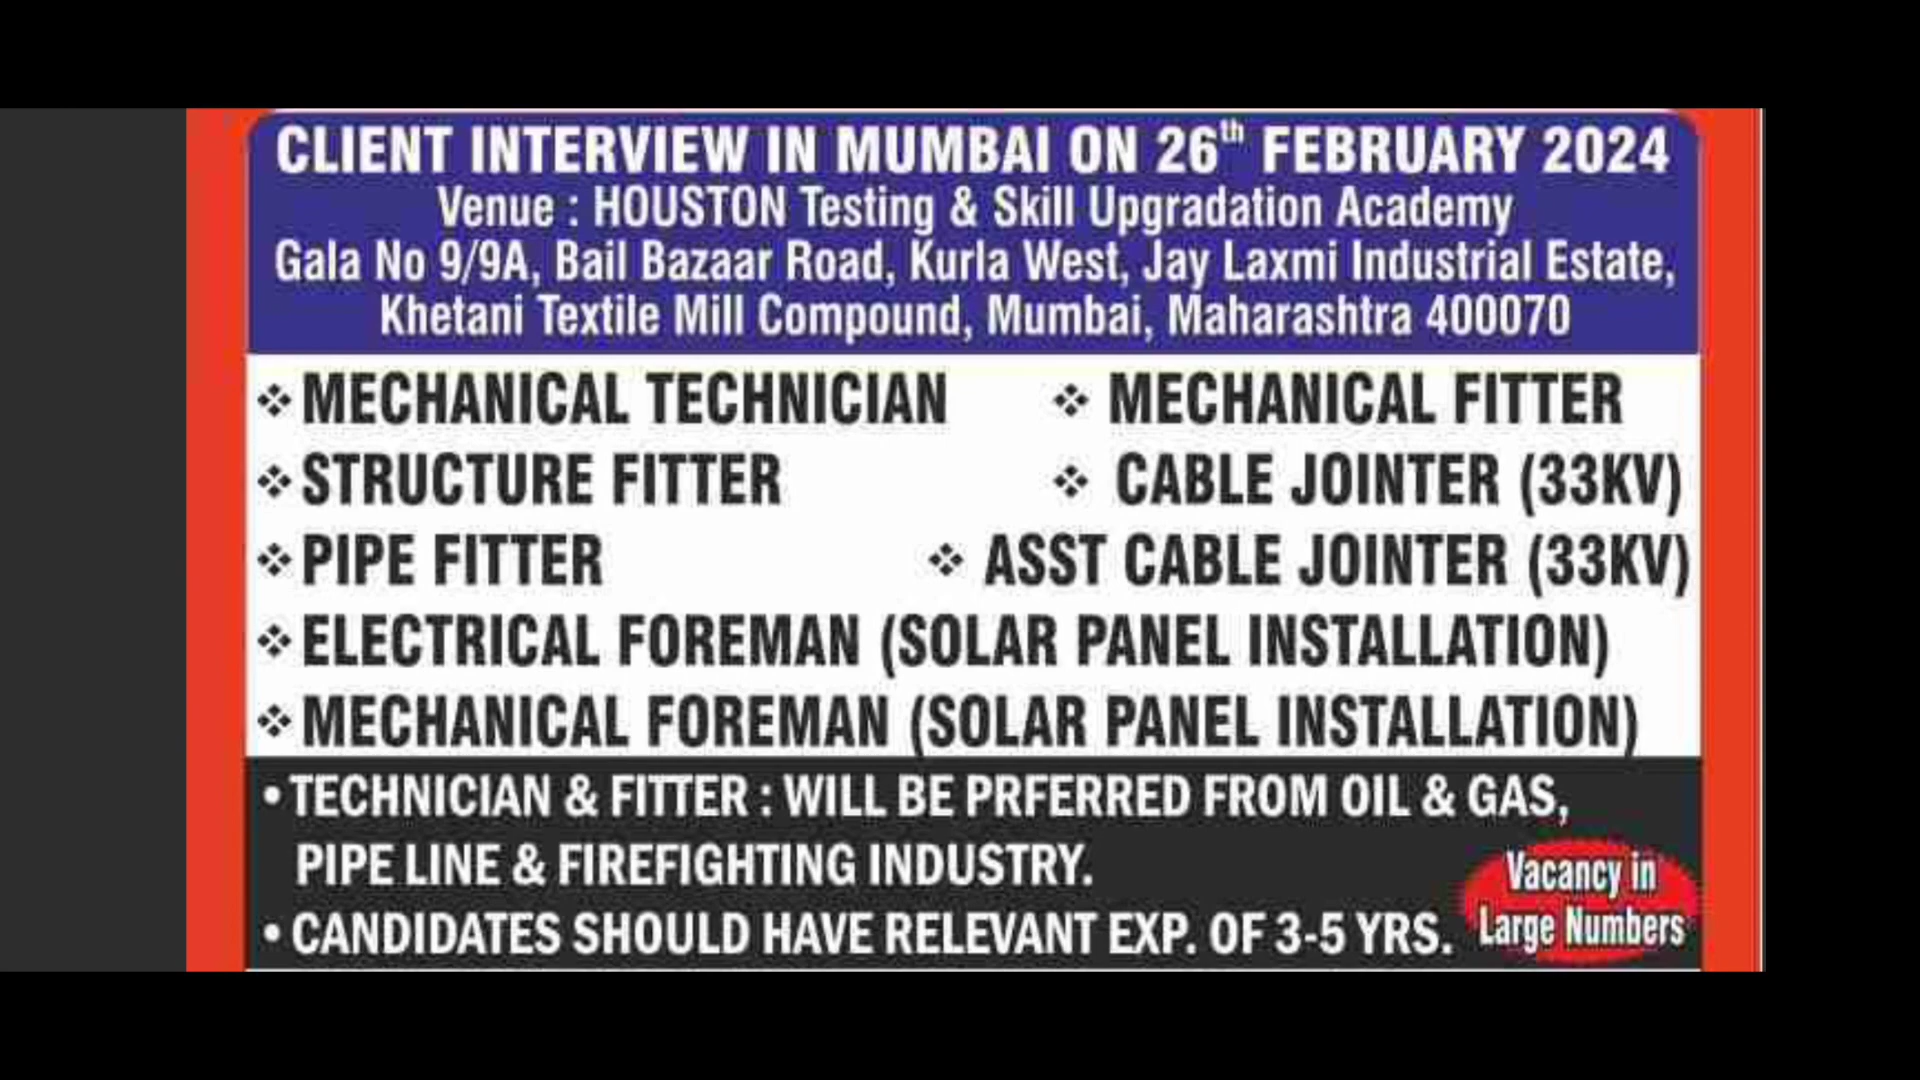 CLIENT INTERVIEW IN MUMBAI ON 26th FEBRUARY 2024
Venue : HOUSTON Testing & Skill Upgradation Academy
Gala No 9/9A, Bail Bazaar Road, Kurla West, Jay Laxmi Industrial Estate,
Khetani Textile Mill Compound, Mumbai, Maharashtra 400070
❖ MECHANICAL TECHNICIAN ❖ MECHANICAL FITTER
❖ STRUCTURE FITTER ❖ CABLE JOINTER (33KV)
❖ PIPE FITTER ❖ ASST CABLE JOINTER (33KV)
❖ ELECTRICAL FOREMAN (SOLAR PANEL INSTALLATION)
❖ MECHANICAL FOREMAN (SOLAR PANEL INSTALLATION)
• TECHNICIAN & FITTER : WILL BE PRFERRED FROM OIL & GAS,
PIPE LINE & FIREFIGHTING INDUSTRY.
• CANDIDATES SHOULD HAVE RELEVANT EXP. OF 3-5 YRS.
Vacancy in
Large Numbers